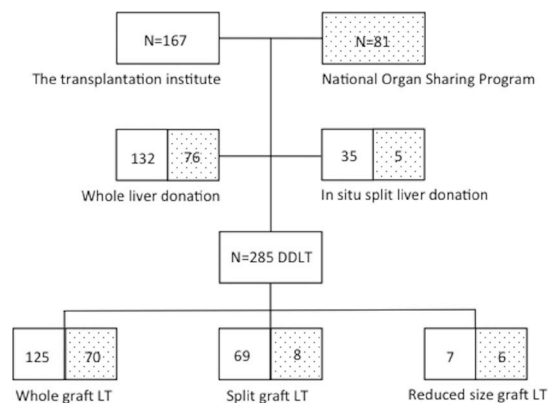 N=167 N=81
The transplantation institute National Organ Sharing Program
132 76 35 5
Whole liver donation In situ split liver donation
N=285 DDLT
125 70 69 8 7 6
Whole graft LT Split graft LT Reduced size graft LT